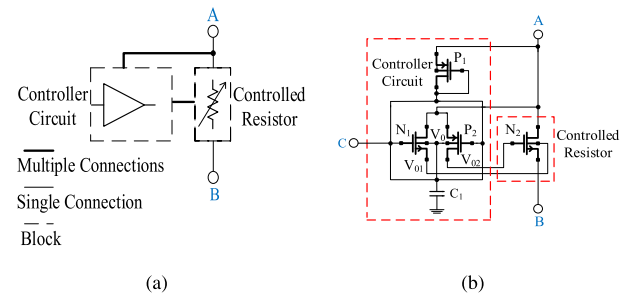 A
Controller
Circuit
Controlled
Resistor
Multiple Connections
B
Single Connection
Block
(a)
A
P1
Controller
Circuit
N1
V0
P2
N2
Controlled
Resistor
C
V01
V02
C1
B
(b)